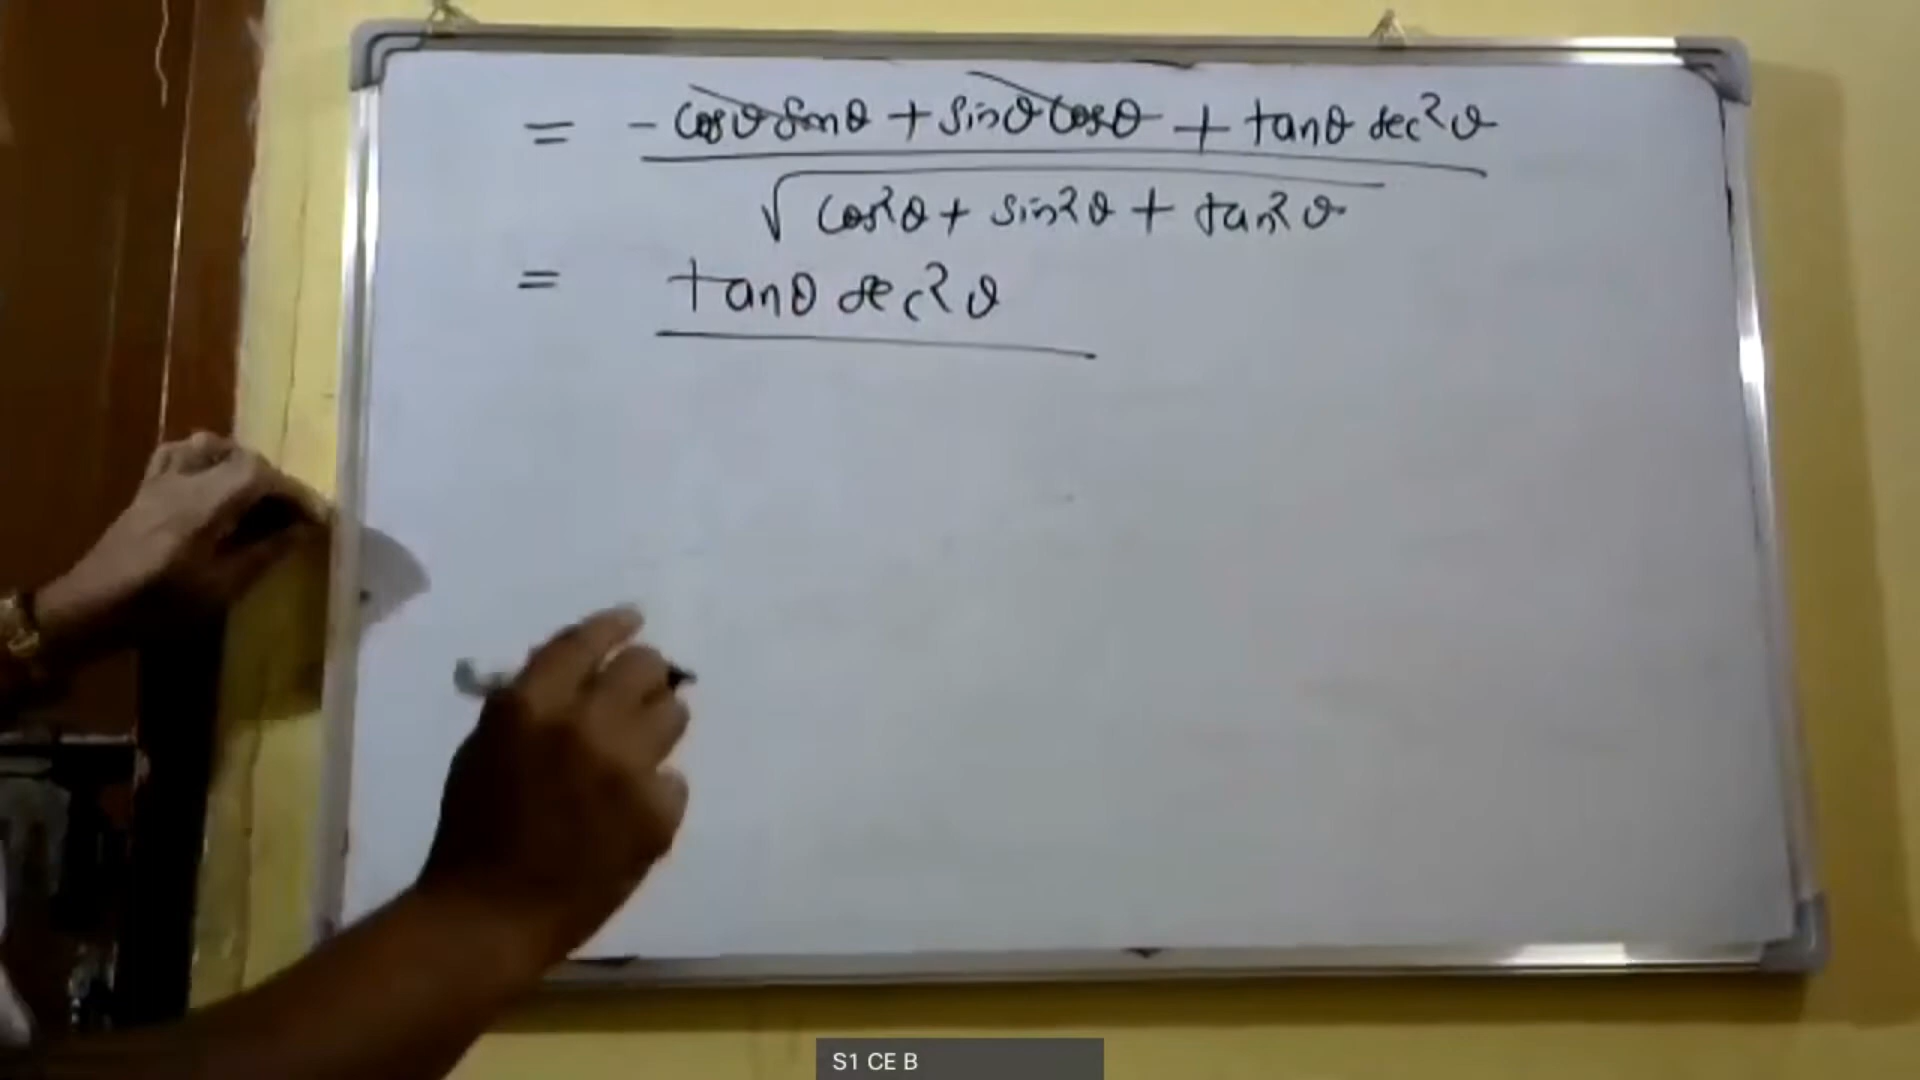 = - cosθ sinθ + sinθ cosθ + tanθ sec²θ
√ cos²θ + sin²θ + tan²θ
= tanθ sec²θ
S1 CE B